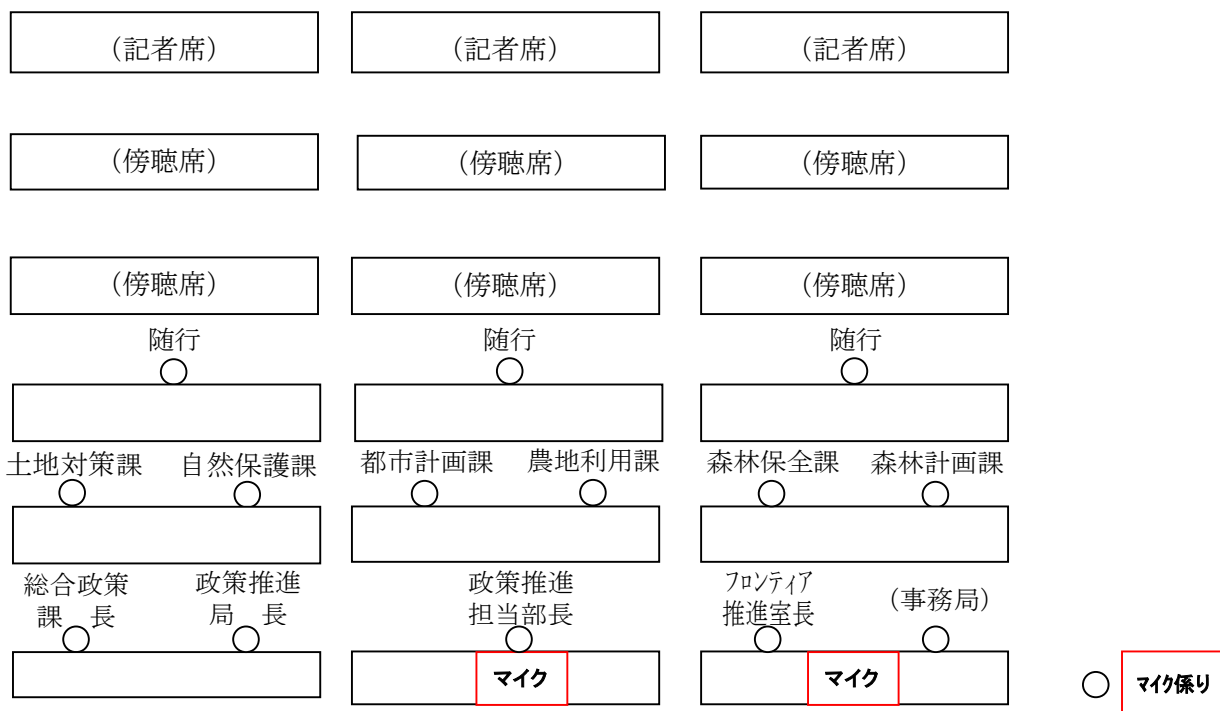 (記者席) (記者席) (記者席)
(傍聴席) (傍聴席) (傍聴席)
(傍聴席) (傍聴席) (傍聴席)
随行 随行 随行
土地対策課 自然保護課 都市計画課 農地利用課 森林保全課 森林計画課
総合政策 政策推進 政策推進 ﾌﾛﾝﾃｨｱ (事務局)
課 長 局 長 担当部長 推進室長
マイク マイク ﾏｲｸ係り